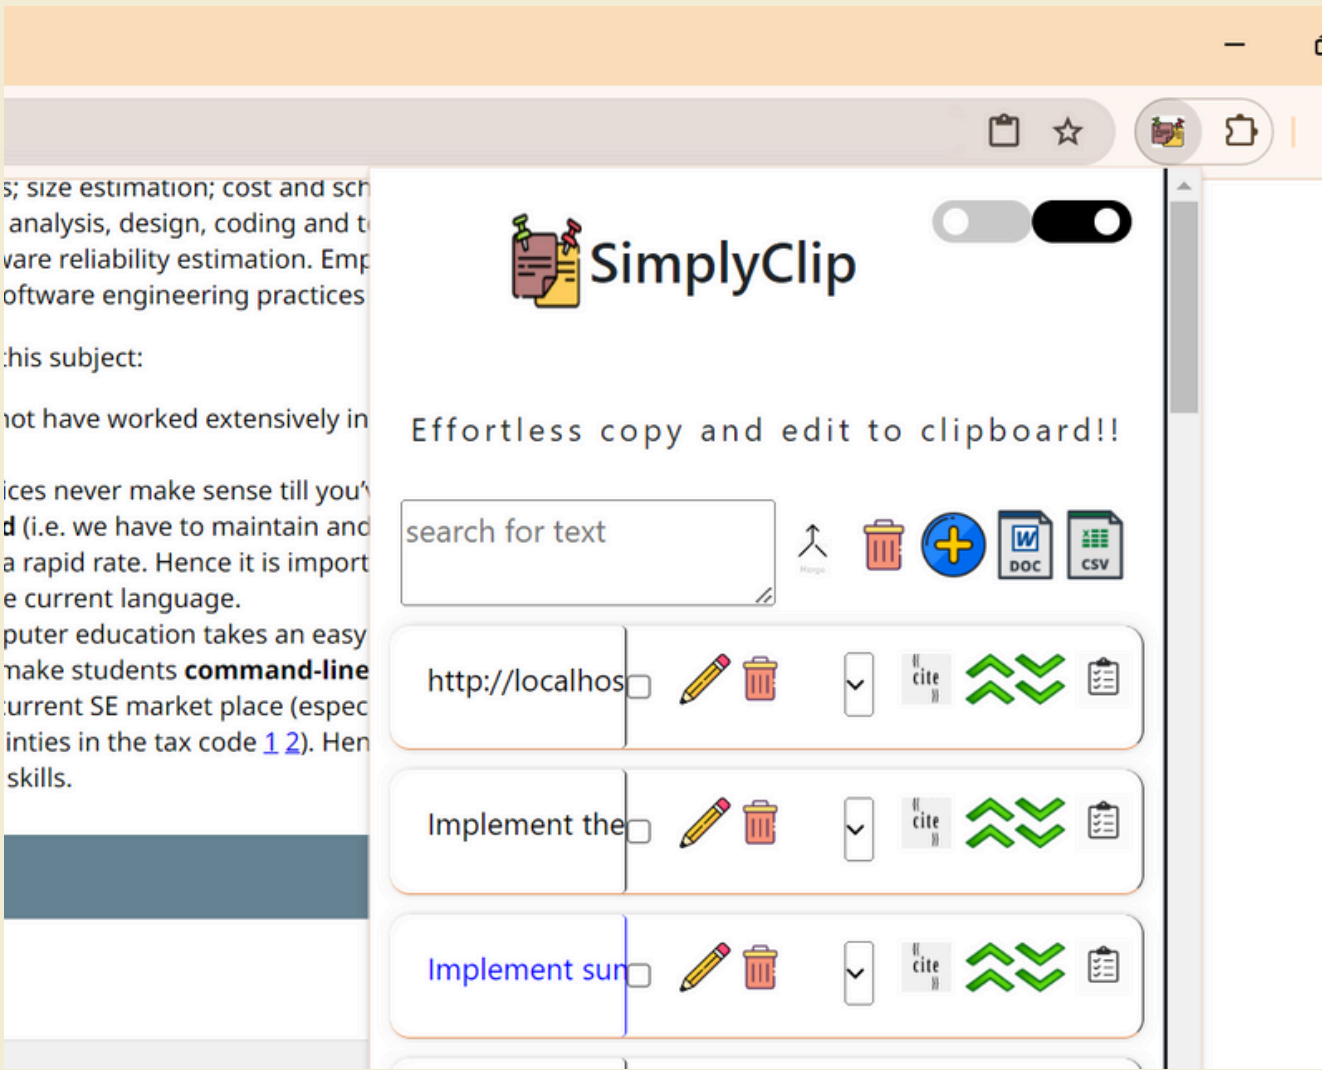 s; size estimation; cost and sch
analysis, design, coding and t
ware reliability estimation. Emp
oftware engineering practices
this subject:
not have worked extensively in
ices never make sense till you'v
d (i.e. we have to maintain and
a rapid rate. Hence it is import
e current language.
puter education takes an easy
make students command-line
current SE market place (espec
inties in the tax code 1 2). Hen
skills.
SimplyClip
Effortless copy and edit to clipboard!!
search for text
Merge
W
DOC
CSV
http://localhos
cite
Implement the
cite
Implement sum
cite